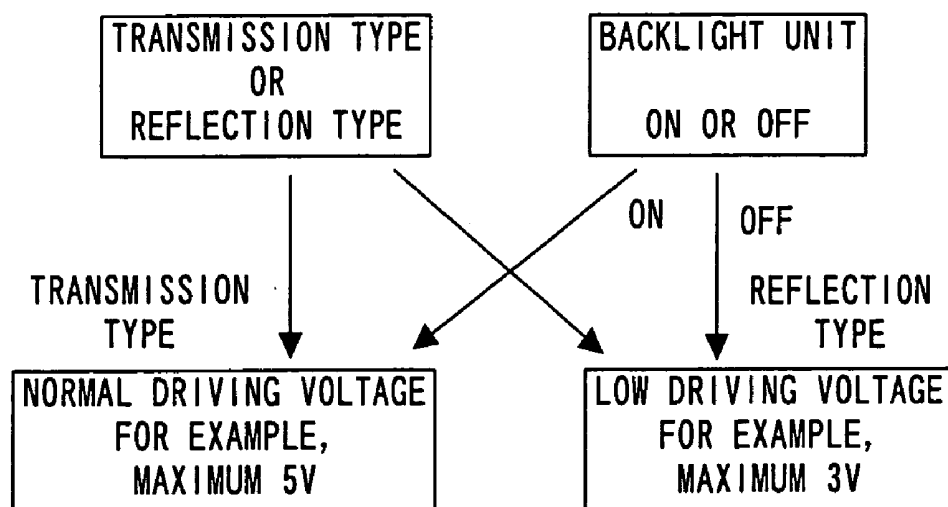 TRANSMISSION TYPE
OR
REFLECTION TYPE
BACKLIGHT UNIT
ON OR OFF
ON
OFF
TRANSMISSION
TYPE
REFLECTION
TYPE
NORMAL DRIVING VOLTAGE
FOR EXAMPLE,
MAXIMUM 5V
LOW DRIVING VOLTAGE
FOR EXAMPLE,
MAXIMUM 3V